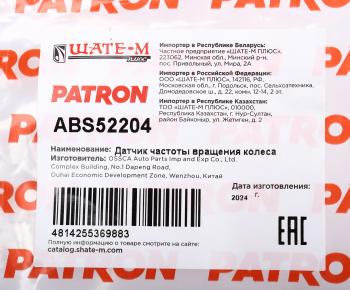 ШАТЕ-М
ПЛЮС
Импортер в Республике Беларусь:
Частное предприятие «ШАТЕ-М ПЛЮС»,
223062, Минская обл., Минский р-н,
пос. Привольный, ул. Мира, 2А
Импортер в Российской Федерации:
ООО «ШАТЕ-М ПЛЮС», 142116, РФ,
Московская обл., г. Подольск, пос. Сельхозтехника,
Домодедовское ш., д. 22, комн. 12-14, 2 эт.
Импортер в Республике Казахстан:
ТОО «ШАТЕ-М ПЛЮС», 010000,
Республика Казахстан, г. Нур-Султан,
район Байконыр, ул. Жетиген, д. 2
PATRON
ABS52204
Наименование: Датчик частоты вращения колеса
Изготовитель: OSSCA Auto Parts Imp and Exp Co., Ltd.
Complex Building, No.1 Dapeng Road,
Ouhai Economic Development Zone, Wenzhou, Китай
Дата изготовления
2024 г.
4814255369883
Полную информацию о товаре смотрите на сайте:
catalog.shate-m.com
EAC
PATRON
PATRON